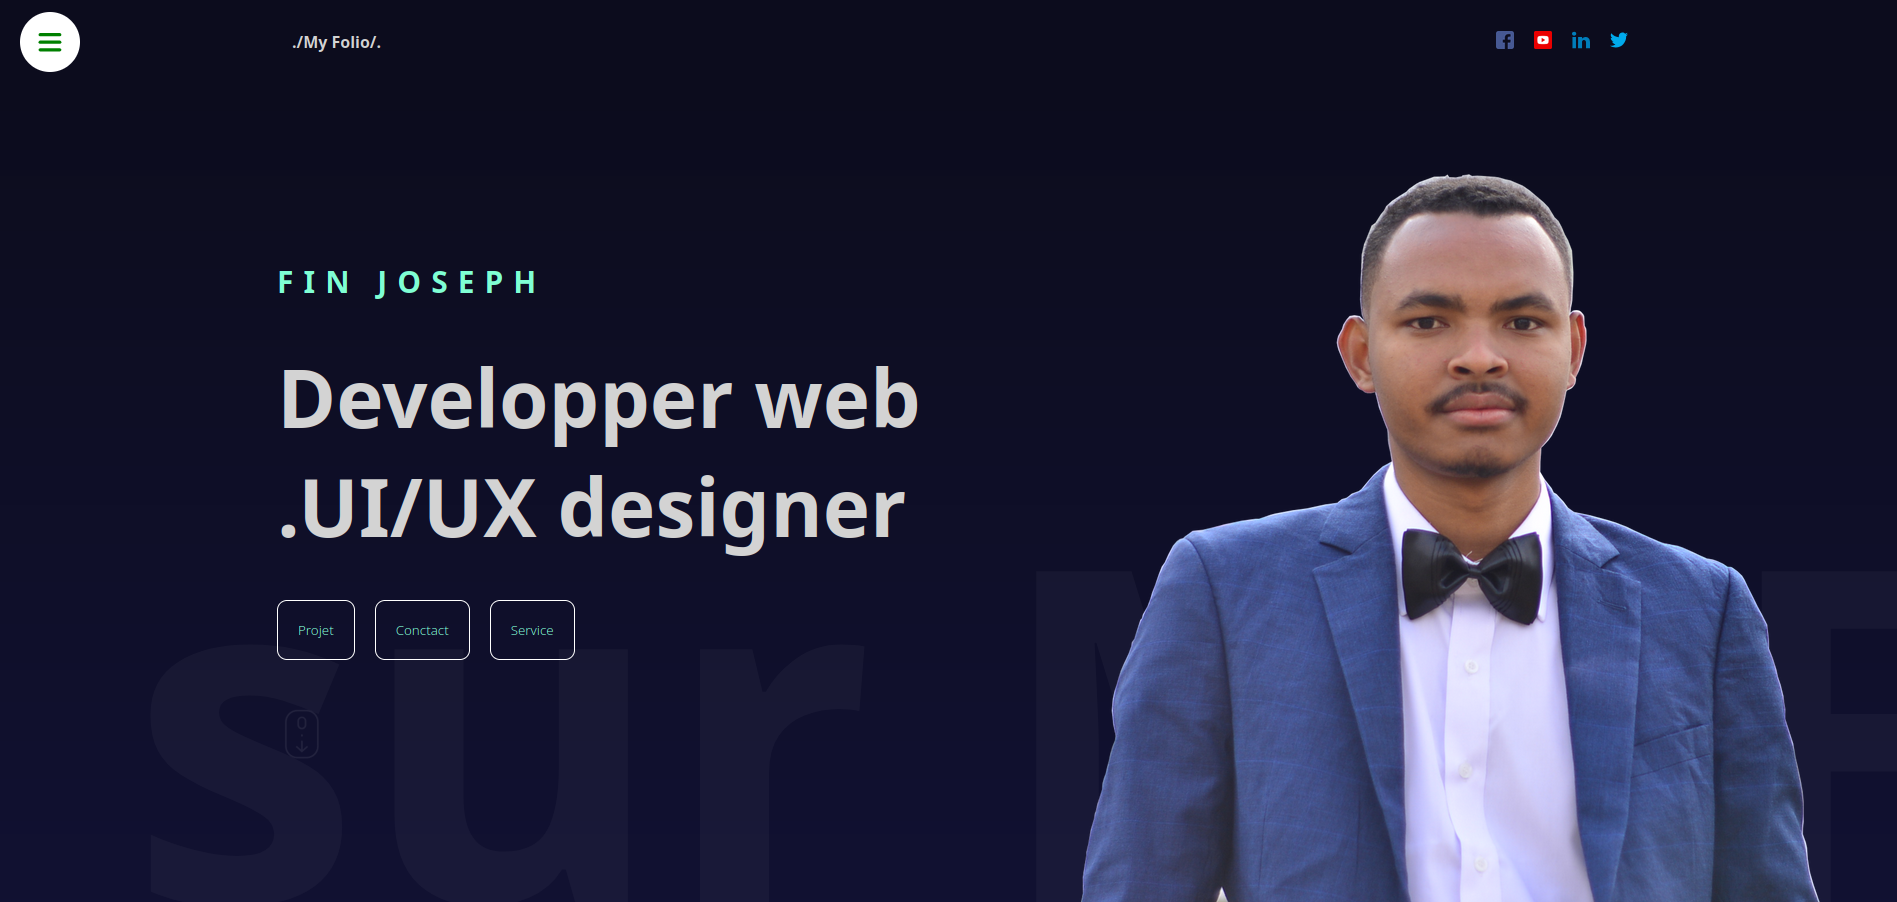 ./My Folio/.
FIN JOSEPH
Developper web
.UI/UX designer
Projet
Conctact
Service
sur